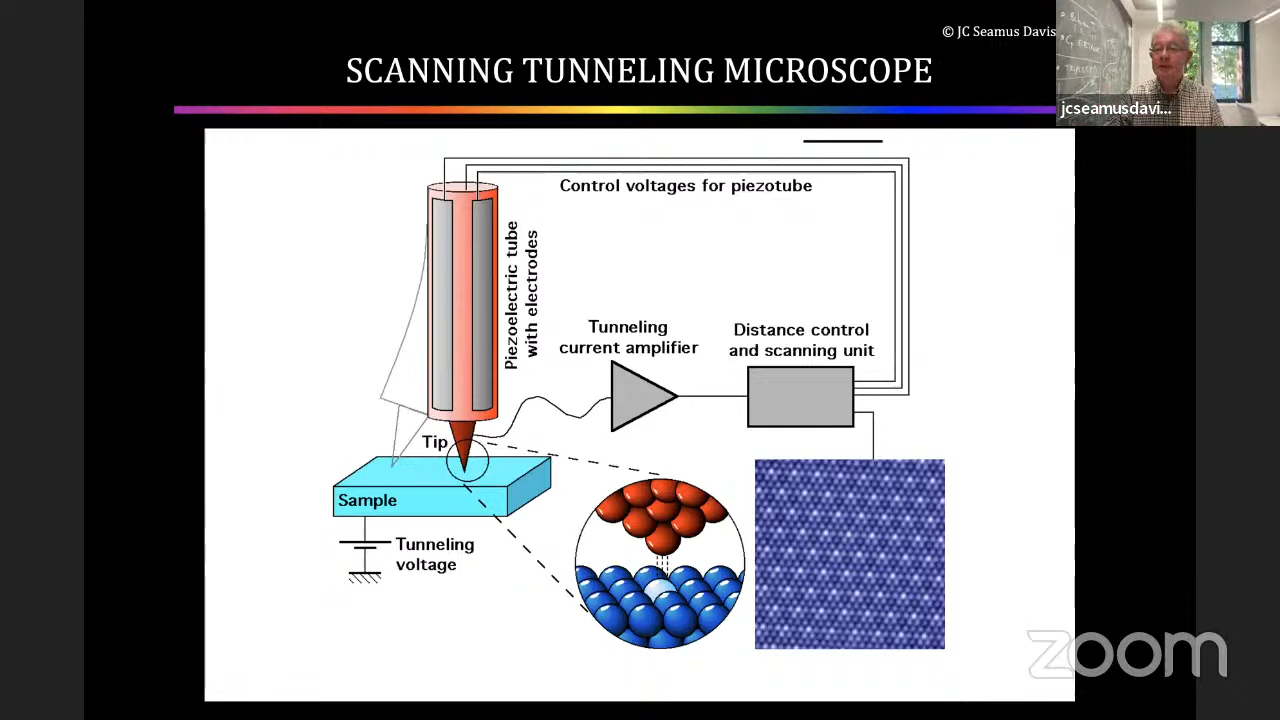 © JC Seamus Davis
SCANNING TUNNELING MICROSCOPE
jcseamusdavi...
Control voltages for piezotube
Piezoelectric tube
with electrodes
Tunneling
current amplifier
Distance control
and scanning unit
Tip
Sample
Tunneling
voltage
zoom